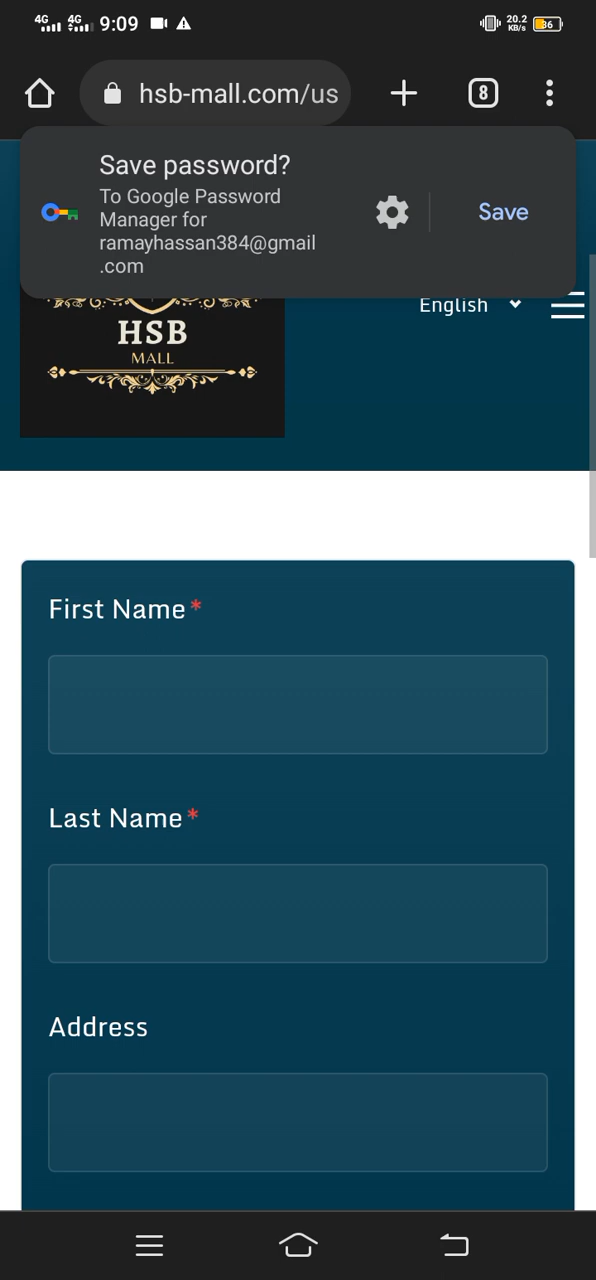 4G 4G 9:09 20.2 KB/s 36
hsb-mall.com/us 8
Save password?
To Google Password
Manager for
ramayhassan384@gmail
.com
Save
English
HSB
MALL
First Name*
Last Name*
Address